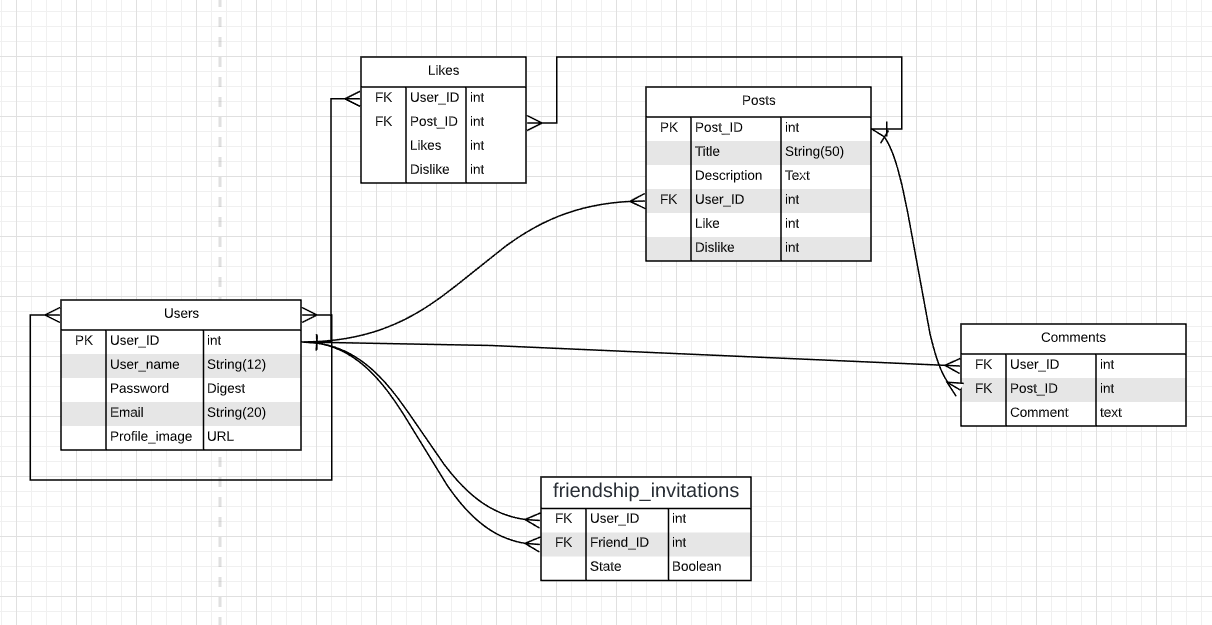 Likes
FK User_ID int
FK Post_ID int
Likes int
Dislike int
Posts
PK Post_ID int
Title String(50)
Description Text
FK User_ID int
Like int
Dislike int
Users
PK User_ID int
User_name String(12)
Password Digest
Email String(20)
Profile_image URL
Comments
FK User_ID int
FK Post_ID int
Comment text
friendship_invitations
FK User_ID int
FK Friend_ID int
State Boolean